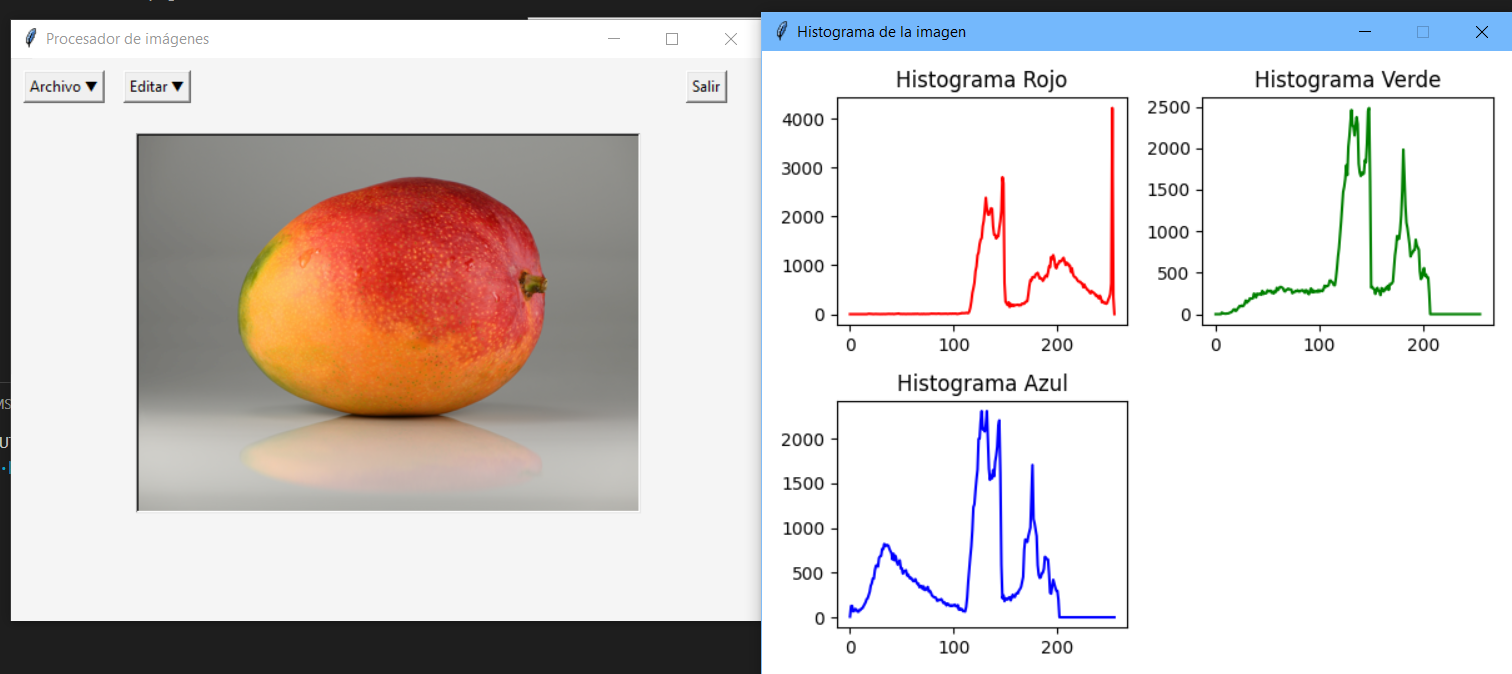 Procesador de imágenes
Archivo ▼ Editar ▼ Salir
Histograma de la imagen
Histograma Rojo
4000
3000
2000
1000
0
0 100 200
Histograma Verde
2500
2000
1500
1000
500
0
0 100 200
Histograma Azul
2000
1500
1000
500
0
0 100 200